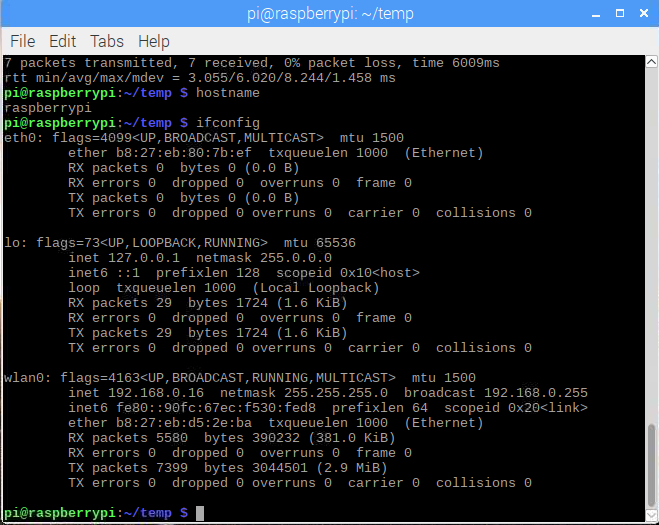 pi@raspberrypi: ~/temp
File Edit Tabs Help
7 packets transmitted, 7 received, 0% packet loss, time 6009ms
rtt min/avg/max/mdev = 3.055/6.020/8.244/1.458 ms
pi@raspberrypi:~/temp $ hostname
raspberrypi
pi@raspberrypi:~/temp $ ifconfig
eth0: flags=4099<UP,BROADCAST,MULTICAST>  mtu 1500
        ether b8:27:eb:80:7b:ef  txqueuelen 1000  (Ethernet)
        RX packets 0  bytes 0 (0.0 B)
        RX errors 0  dropped 0  overruns 0  frame 0
        TX packets 0  bytes 0 (0.0 B)
        TX errors 0  dropped 0 overruns 0  carrier 0  collisions 0

lo: flags=73<UP,LOOPBACK,RUNNING>  mtu 65536
        inet 127.0.0.1  netmask 255.0.0.0
        inet6 ::1  prefixlen 128  scopeid 0x10<host>
        loop  txqueuelen 1000  (Local Loopback)
        RX packets 29  bytes 1724 (1.6 KiB)
        RX errors 0  dropped 0  overruns 0  frame 0
        TX packets 29  bytes 1724 (1.6 KiB)
        TX errors 0  dropped 0 overruns 0  carrier 0  collisions 0

wlan0: flags=4163<UP,BROADCAST,RUNNING,MULTICAST>  mtu 1500
        inet 192.168.0.16  netmask 255.255.255.0  broadcast 192.168.0.255
        inet6 fe80::90fc:67ec:f530:fed8  prefixlen 64  scopeid 0x20<link>
        ether b8:27:eb:d5:2e:ba  txqueuelen 1000  (Ethernet)
        RX packets 5580  bytes 390232 (381.0 KiB)
        RX errors 0  dropped 0  overruns 0  frame 0
        TX packets 7399  bytes 3044501 (2.9 MiB)
        TX errors 0  dropped 0 overruns 0  carrier 0  collisions 0

pi@raspberrypi:~/temp $